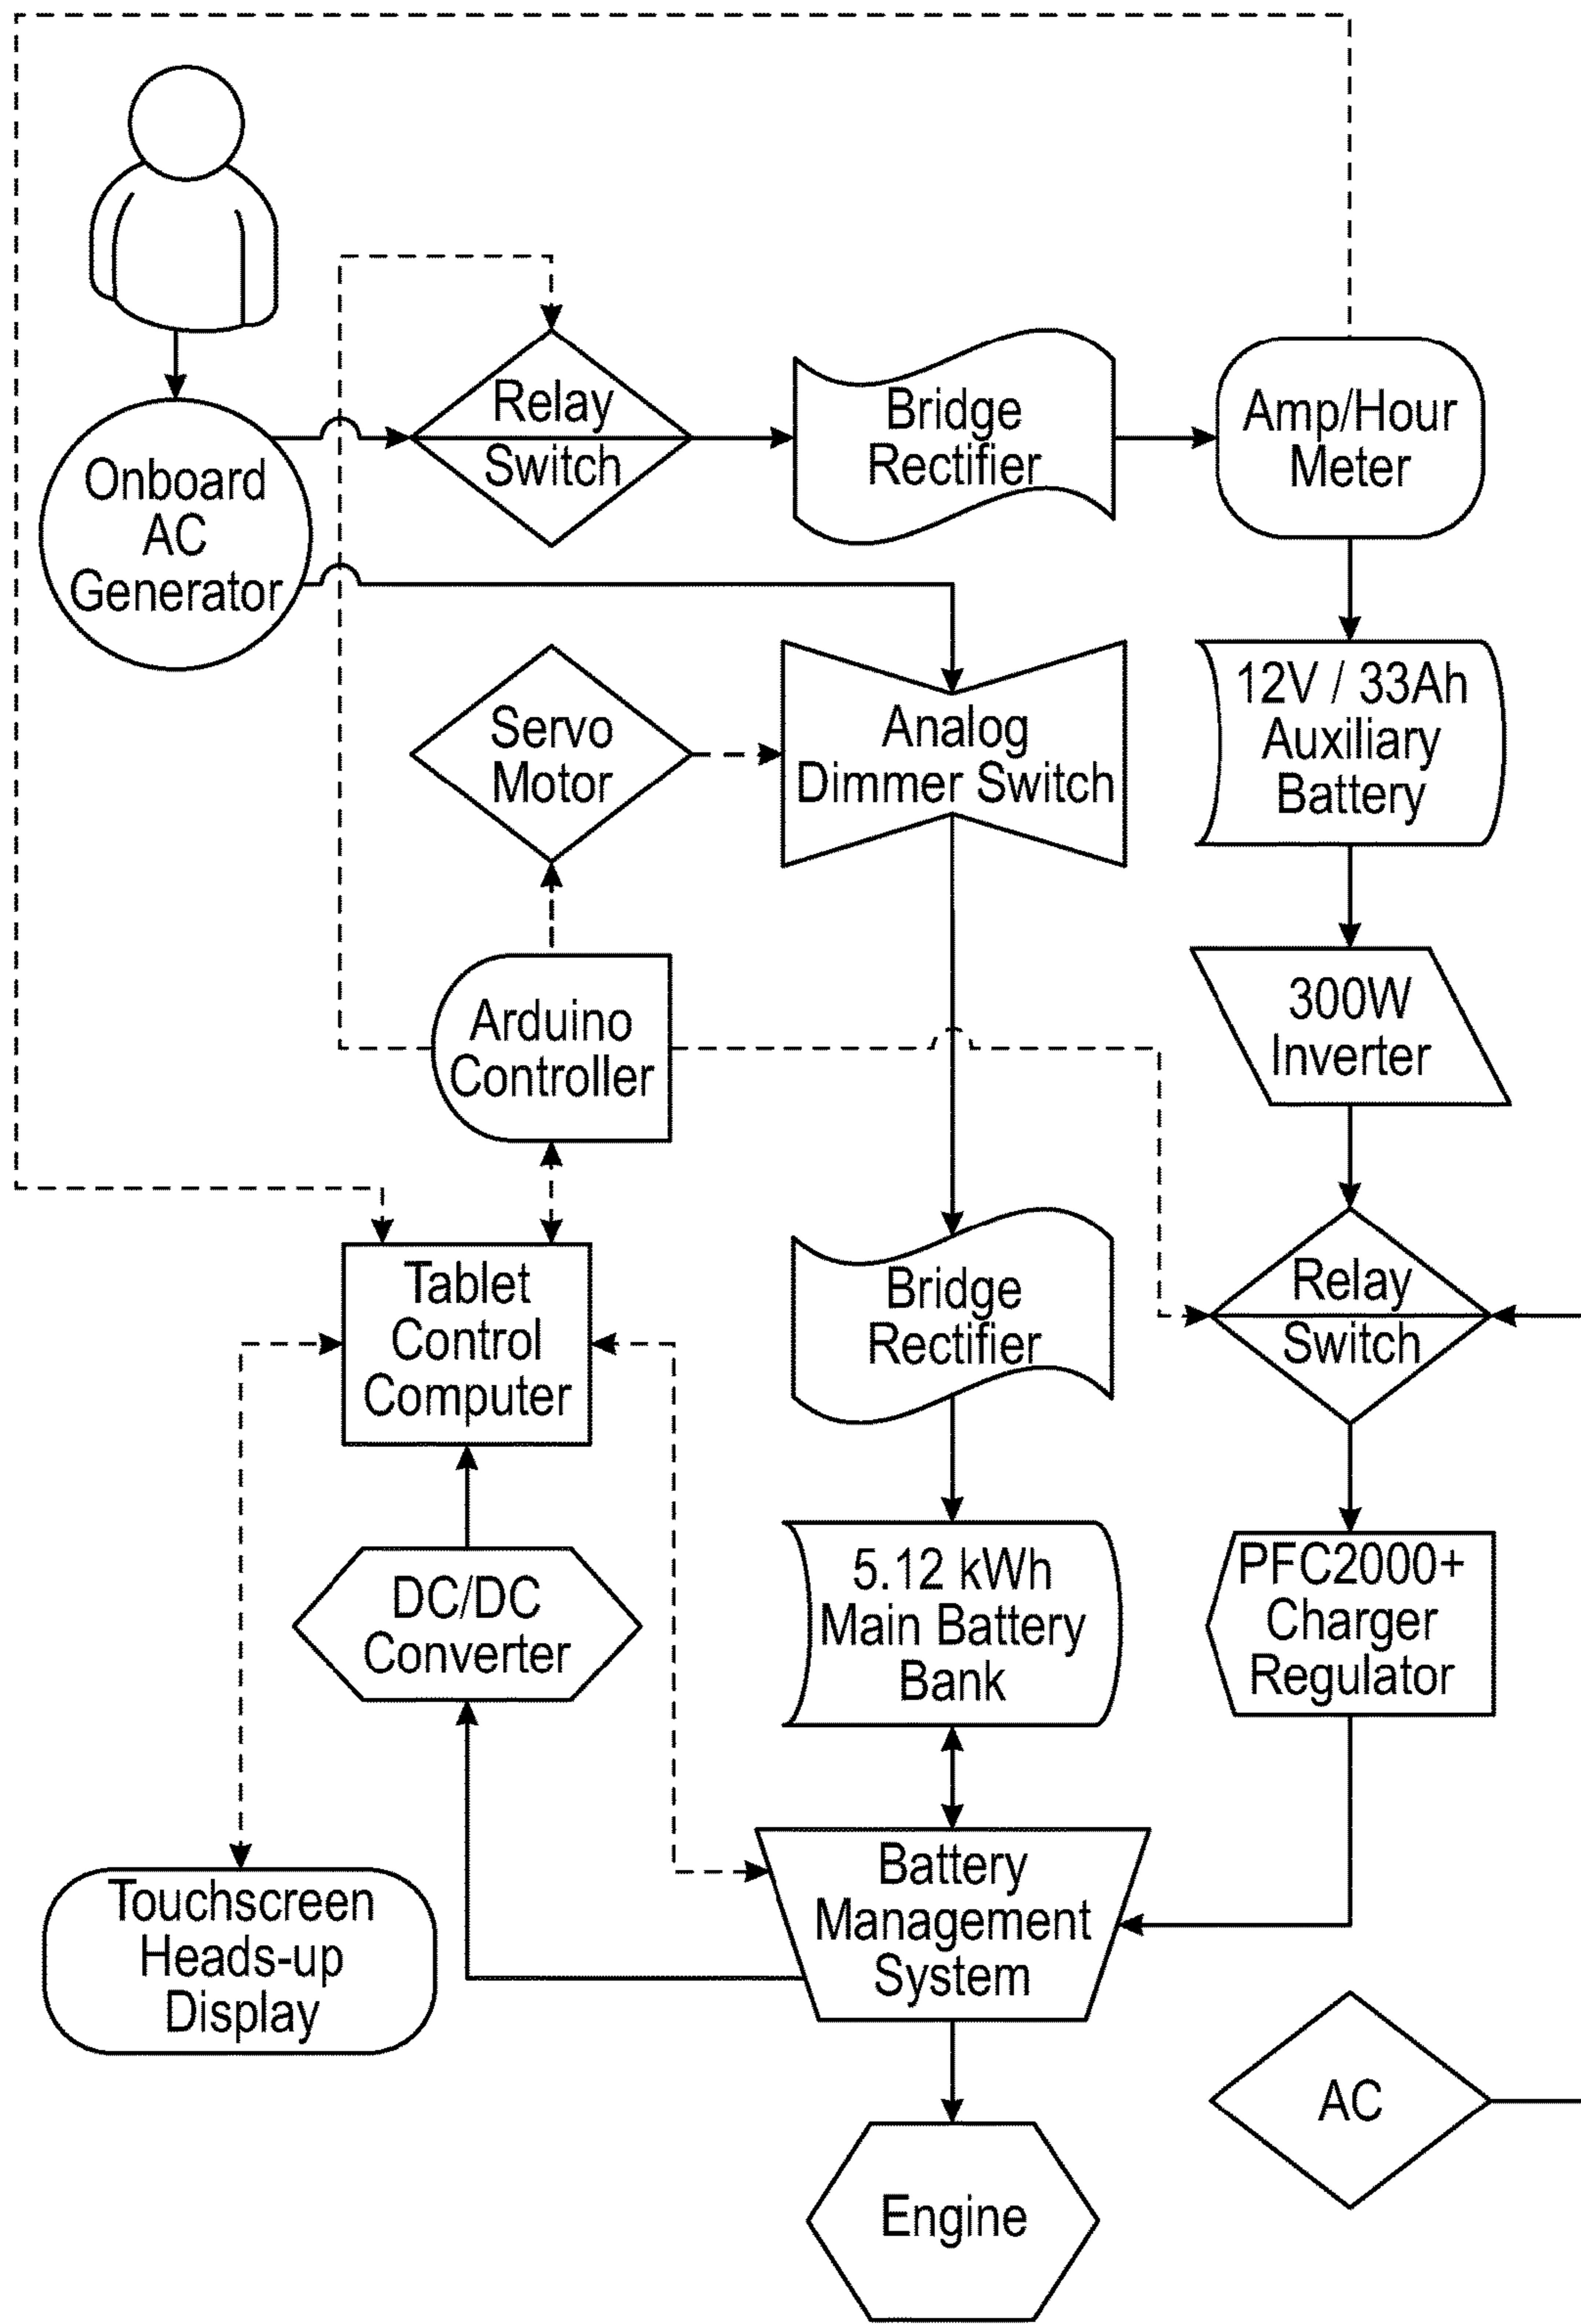 Relay
Switch
Bridge
Rectifier
Amp/Hour
Meter
Onboard
AC
Generator
Servo
Motor
Analog
Dimmer Switch
12V / 33Ah
Auxiliary
Battery
Arduino
Controller
300W
Inverter
Tablet
Control
Computer
Bridge
Rectifier
Relay
Switch
DC/DC
Converter
5.12 kWh
Main Battery
Bank
PFC2000+
Charger
Regulator
Touchscreen
Heads-up
Display
Battery
Management
System
AC
Engine